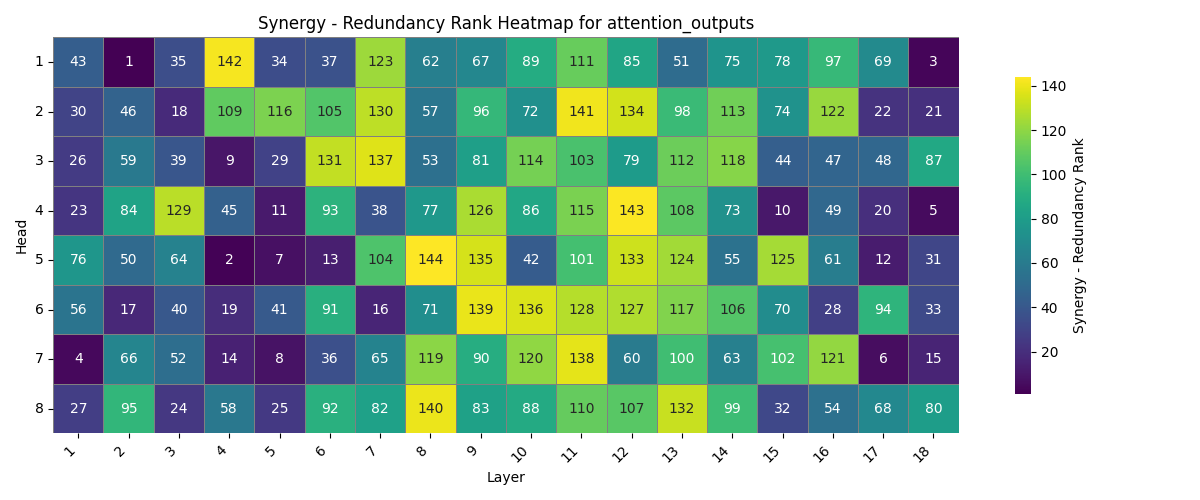 Synergy - Redundancy Rank Heatmap for attention_outputs
1 43 1 35 142 34 37 123 62 67 89 111 85 51 75 78 97 69 3
2 30 46 18 109 116 105 130 57 96 72 141 134 98 113 74 122 22 21
3 26 59 39 9 29 131 137 53 81 114 103 79 112 118 44 47 48 87
4 23 84 129 45 11 93 38 77 126 86 115 143 108 73 10 49 20 5
5 76 50 64 2 7 13 104 144 135 42 101 133 124 55 125 61 12 31
6 56 17 40 19 41 91 16 71 139 136 128 127 117 106 70 28 94 33
7 4 66 52 14 8 36 65 119 90 120 138 60 100 63 102 121 6 15
8 27 95 24 58 25 92 82 140 83 88 110 107 132 99 32 54 68 80
1 2 3 4 5 6 7 8 9 10 11 12 13 14 15 16 17 18
Layer
Head
140
120
100
80
60
40
20
Synergy - Redundancy Rank